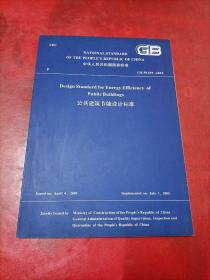 UDC
NATIONAL STANDARD
OF THE PEOPLE'S REPUBLIC OF CHINA
中华人民共和国国家标准
GB
P
GB 50189-2005
Design Standard for Energy Efficiency of
Public Buildings
公共建筑节能设计标准
Issued on: April 4, 2005
Implemented on: July 1, 2005
Jointly Issued by
Ministry of Construction of the People's Republic of China
General Administration of Quality Supervision, Inspection and
Quarantine of the People's Republic of China